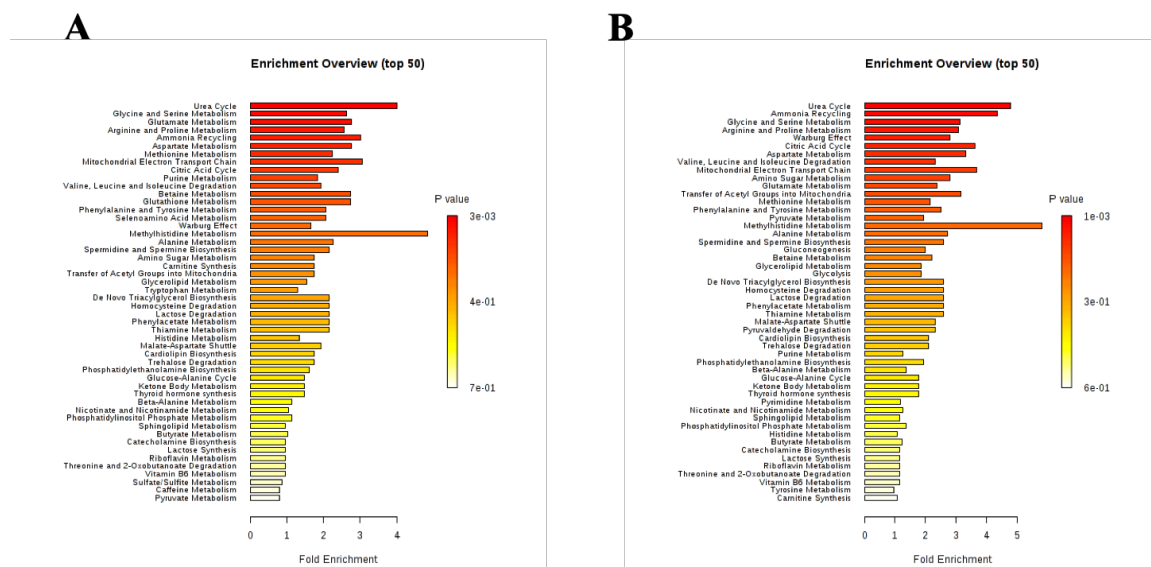 A
Enrichment Overview (top 50)
Urea Cycle
Glycine and Serine Metabolism
Glutamate Metabolism
Arginine and Proline Metabolism
Ammonia Recycling
Aspartate Metabolism
Methionine Metabolism
Mitochondrial Electron Transport Chain
Citric Acid Cycle
Purine Metabolism
Valine, Leucine and Isoleucine Degradation
Betaine Metabolism
Glutathione Metabolism
Phenylalanine and Tyrosine Metabolism
Selenoamino Acid Metabolism
Warburg Effect
Methylhistidine Metabolism
Alanine Metabolism
Spermidine and Spermine Biosynthesis
Amino Sugar Metabolism
Carnitine Synthesis
Transfer of Acetyl Groups into Mitochondria
Glycerolipid Metabolism
Tryptophan Metabolism
De Novo Triacylglycerol Biosynthesis
Homocysteine Degradation
Lactose Degradation
Phenylacetate Metabolism
Thiamine Metabolism
Histidine Metabolism
Malate-Aspartate Shuttle
Cardiolipin Biosynthesis
Trehalose Degradation
Phosphatidylethanolamine Biosynthesis
Glucose-Alanine Cycle
Ketone Body Metabolism
Thyroid hormone synthesis
Beta-Alanine Metabolism
Nicotinate and Nicotinamide Metabolism
Phosphatidylinositol Phosphate Metabolism
Sphingolipid Metabolism
Butyrate Metabolism
Catecholamine Biosynthesis
Lactose Synthesis
Riboflavin Metabolism
Threonine and 2-Oxobutanoate Degradation
Vitamin B6 Metabolism
Sulfate/Sulfite Metabolism
Caffeine Metabolism
Pyruvate Metabolism
0 1 2 3 4
Fold Enrichment
P value
3e-03
4e-01
7e-01
B
Enrichment Overview (top 50)
Urea Cycle
Ammonia Recycling
Glycine and Serine Metabolism
Arginine and Proline Metabolism
Warburg Effect
Citric Acid Cycle
Aspartate Metabolism
Valine, Leucine and Isoleucine Degradation
Mitochondrial Electron Transport Chain
Amino Sugar Metabolism
Glutamate Metabolism
Transfer of Acetyl Groups into Mitochondria
Methionine Metabolism
Phenylalanine and Tyrosine Metabolism
Pyruvate Metabolism
Methylhistidine Metabolism
Alanine Metabolism
Spermidine and Spermine Biosynthesis
Gluconeogenesis
Betaine Metabolism
Glycerolipid Metabolism
Glycolysis
De Novo Triacylglycerol Biosynthesis
Homocysteine Degradation
Lactose Degradation
Phenylacetate Metabolism
Thiamine Metabolism
Malate-Aspartate Shuttle
Pyruvaldehyde Degradation
Cardiolipin Biosynthesis
Trehalose Degradation
Purine Metabolism
Phosphatidylethanolamine Biosynthesis
Beta-Alanine Metabolism
Glucose-Alanine Cycle
Ketone Body Metabolism
Thyroid hormone synthesis
Pyrimidine Metabolism
Nicotinate and Nicotinamide Metabolism
Sphingolipid Metabolism
Phosphatidylinositol Phosphate Metabolism
Histidine Metabolism
Butyrate Metabolism
Catecholamine Biosynthesis
Lactose Synthesis
Riboflavin Metabolism
Threonine and 2-Oxobutanoate Degradation
Vitamin B6 Metabolism
Tyrosine Metabolism
Carnitine Synthesis
0 1 2 3 4 5
Fold Enrichment
P value
1e-03
3e-01
6e-01